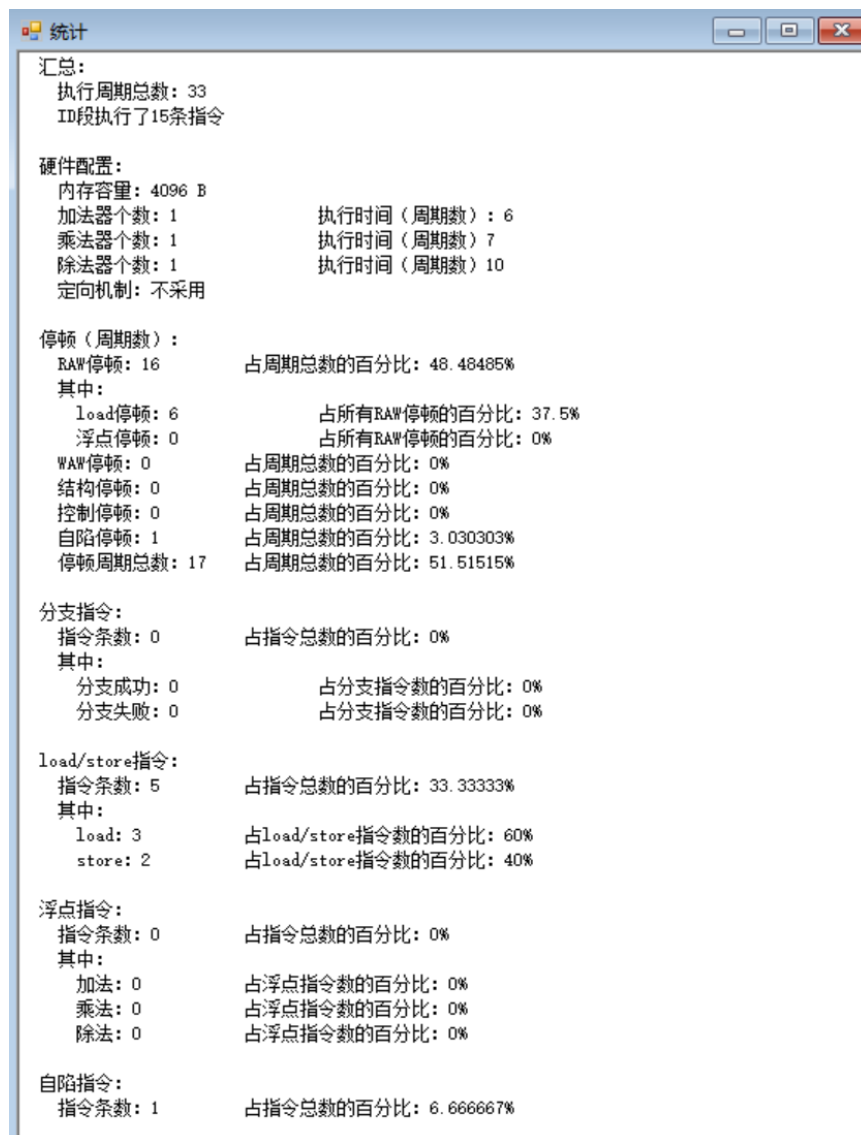 统计
汇总:
执行周期总数: 33
ID段执行了15条指令
硬件配置:
内存容量: 4096 B
加法器个数: 1 执行时间（周期数）: 6
乘法器个数: 1 执行时间（周期数）7
除法器个数: 1 执行时间（周期数）10
定向机制: 不采用
停顿（周期数）:
RAW停顿: 16 占周期总数的百分比: 48.48485%
其中:
load停顿: 6 占所有RAW停顿的百分比: 37.5%
浮点停顿: 0 占所有RAW停顿的百分比: 0%
WAW停顿: 0 占周期总数的百分比: 0%
结构停顿: 0 占周期总数的百分比: 0%
控制停顿: 0 占周期总数的百分比: 0%
自陷停顿: 1 占周期总数的百分比: 3.030303%
停顿周期总数: 17 占周期总数的百分比: 51.51515%
分支指令:
指令条数: 0 占指令总数的百分比: 0%
其中:
分支成功: 0 占分支指令数的百分比: 0%
分支失败: 0 占分支指令数的百分比: 0%
load/store指令:
指令条数: 5 占指令总数的百分比: 33.33333%
其中:
load: 3 占load/store指令数的百分比: 60%
store: 2 占load/store指令数的百分比: 40%
浮点指令:
指令条数: 0 占指令总数的百分比: 0%
其中:
加法: 0 占浮点指令数的百分比: 0%
乘法: 0 占浮点指令数的百分比: 0%
除法: 0 占浮点指令数的百分比: 0%
自陷指令:
指令条数: 1 占指令总数的百分比: 6.666667%